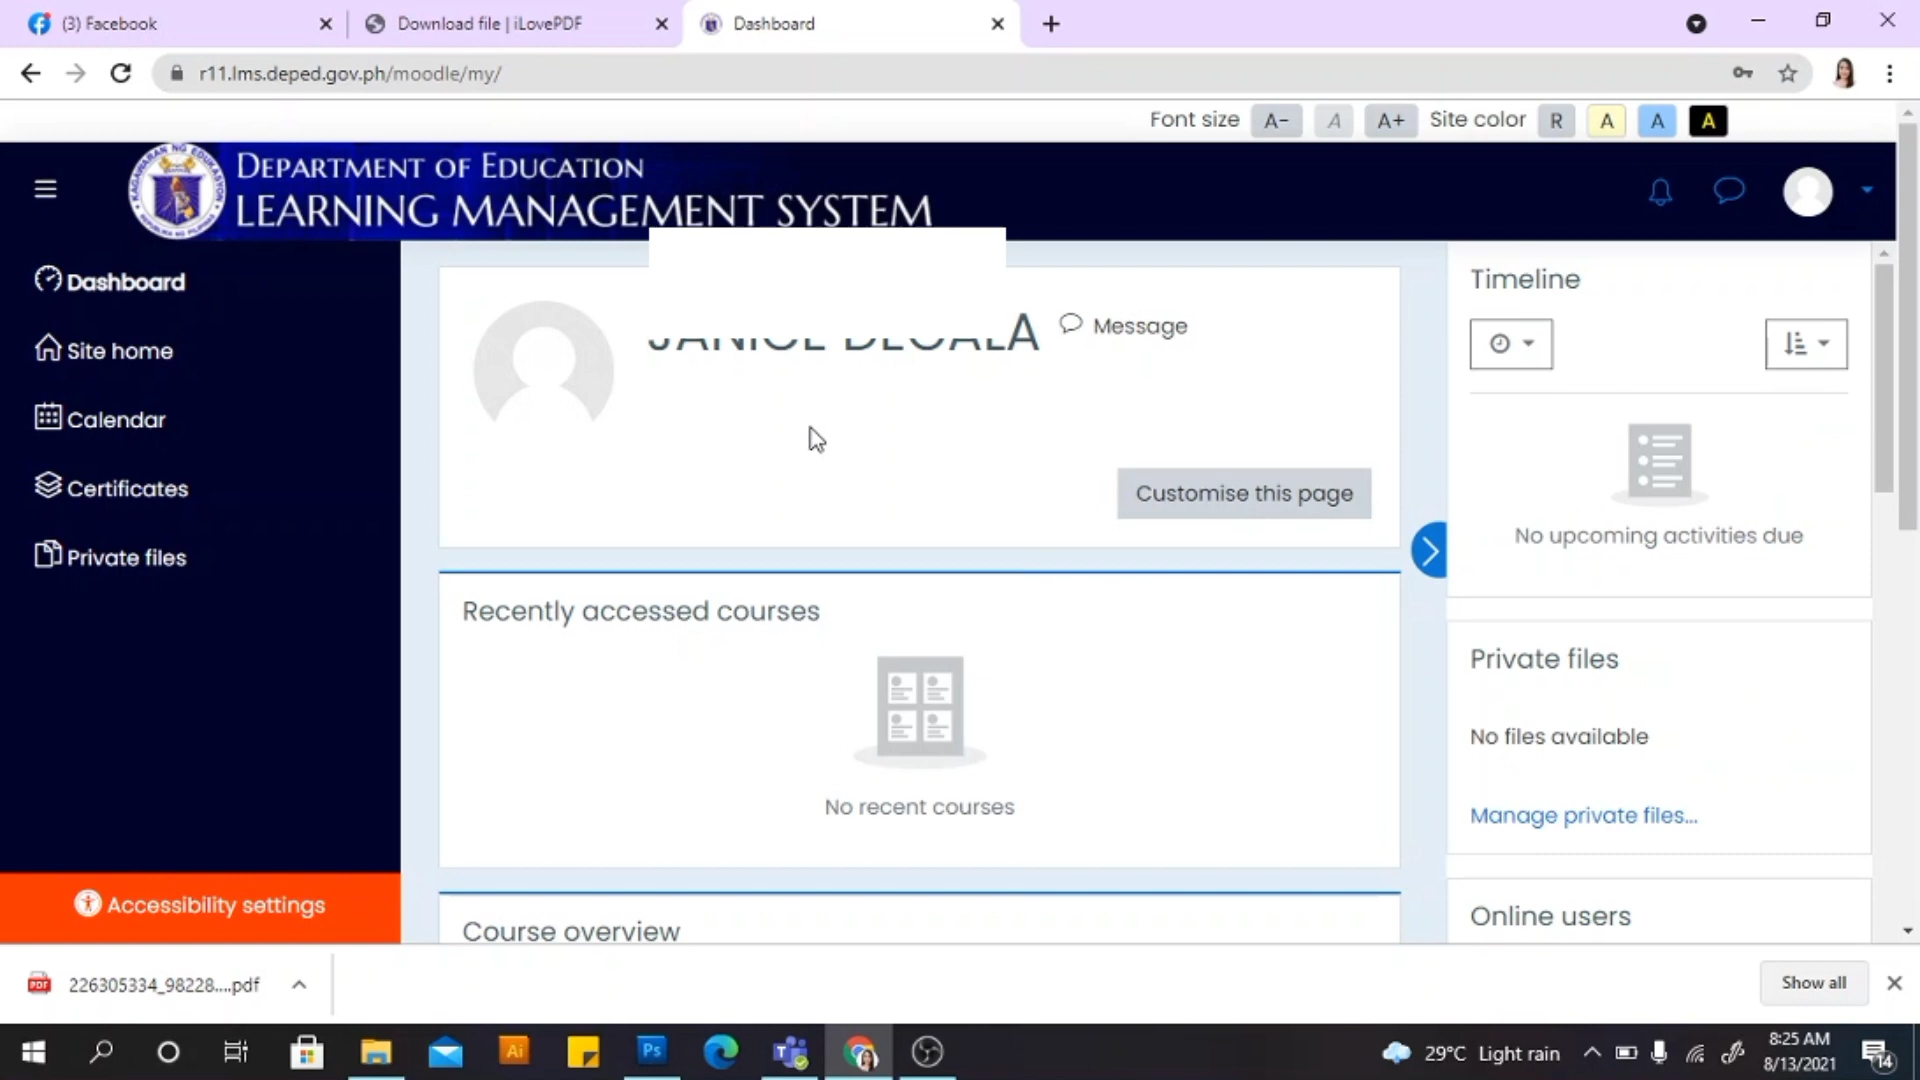 (3) Facebook
Download file | iLovePDF
Dashboard
r11.lms.deped.gov.ph/moodle/my/
Font size A- A A+ Site color R A A A
DEPARTMENT OF EDUCATION
LEARNING MANAGEMENT SYSTEM
Dashboard
Site home
Calendar
Certificates
Private files
Accessibility settings
Message
Customise this page
Recently accessed courses
No recent courses
Course overview
Timeline
No upcoming activities due
Private files
No files available
Manage private files...
Online users
226305334_98228....pdf
Show all
29°C Light rain
8:25 AM
8/13/2021
14